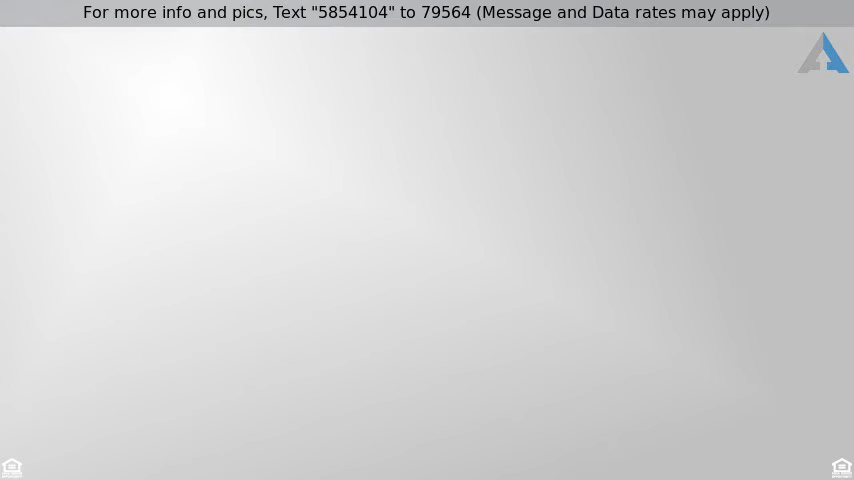 For more info and pics, Text "5854104" to 79564 (Message and Data rates may apply)